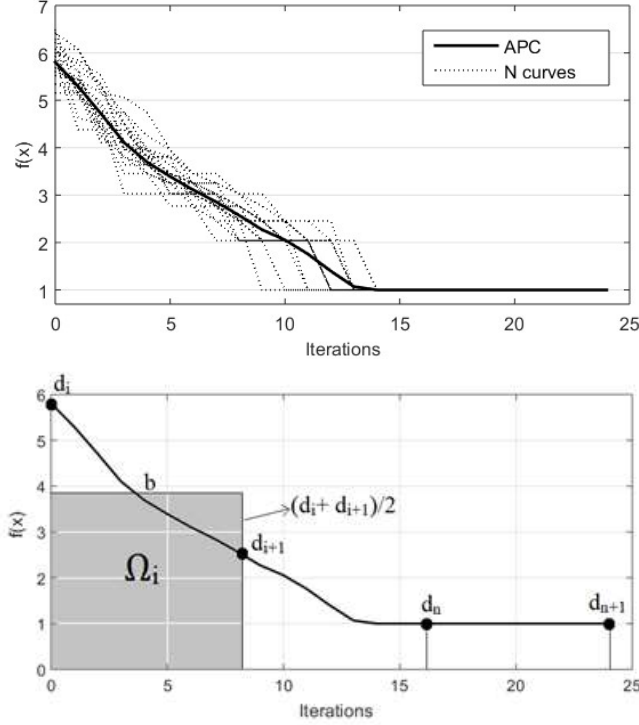 7
6
5
4
3
2
1
f(x)
APC
N curves
0 5 10 15 20 25
Iterations
6
5
4
3
2
1
0
f(x)
d_i
b
(d_i+ d_{i+1})/2
d_{i+1}
Ω_i
d_n
d_{n+1}
0 5 10 15 20 25
Iterations